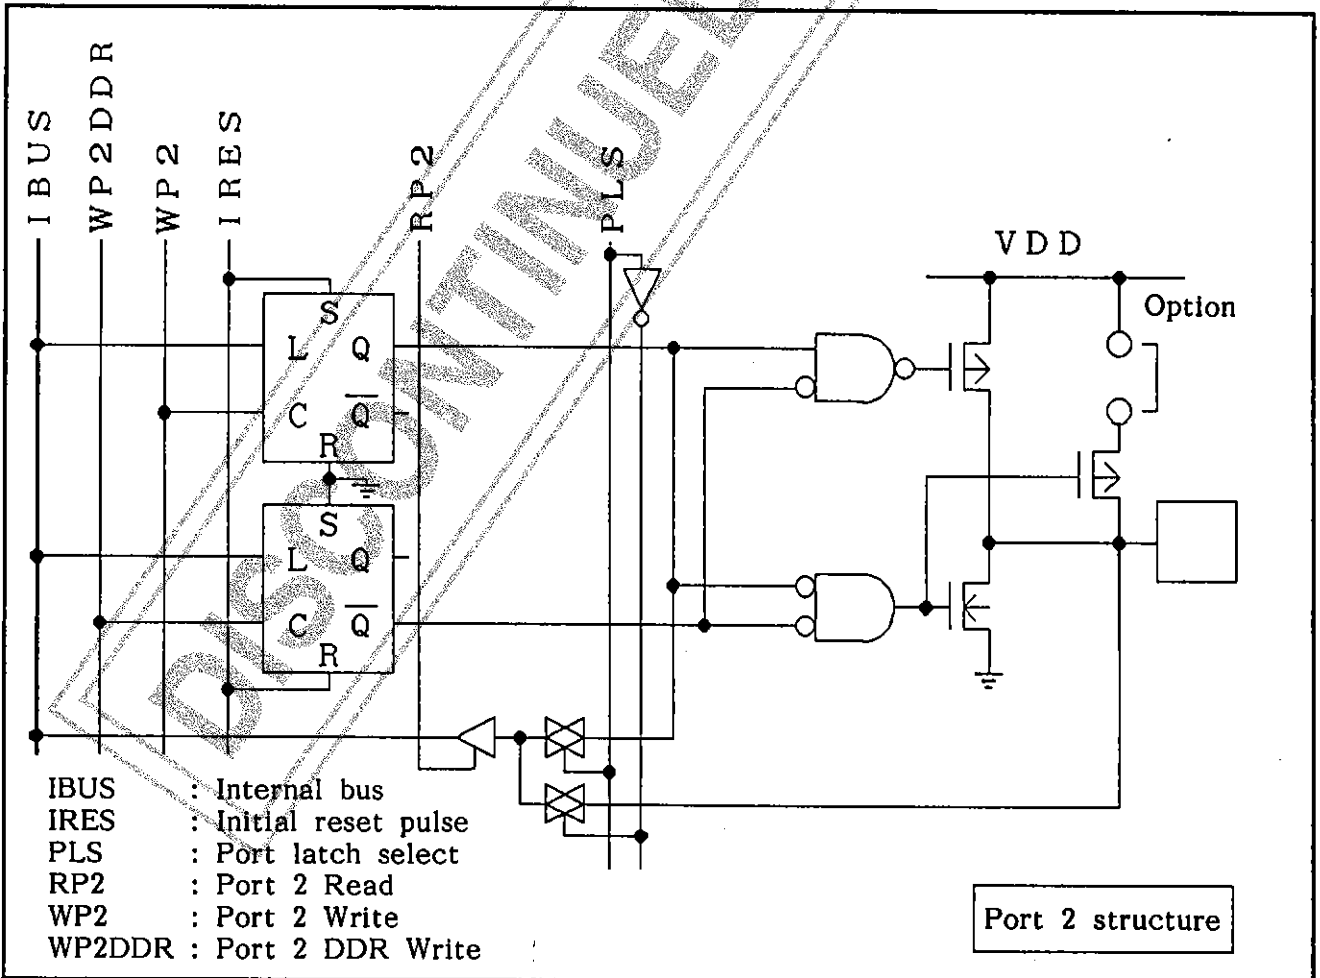 IBUS
WP2DDR
WP2
IRES
RP2
PLS
DISCONTINUED
VDD
Option
S
L Q
C Q
R
S
L Q
C Q
R
IBUS : Internal bus
IRES : Initial reset pulse
PLS : Port latch select
RP2 : Port 2 Read
WP2 : Port 2 Write
WP2DDR : Port 2 DDR Write
Port 2 structure